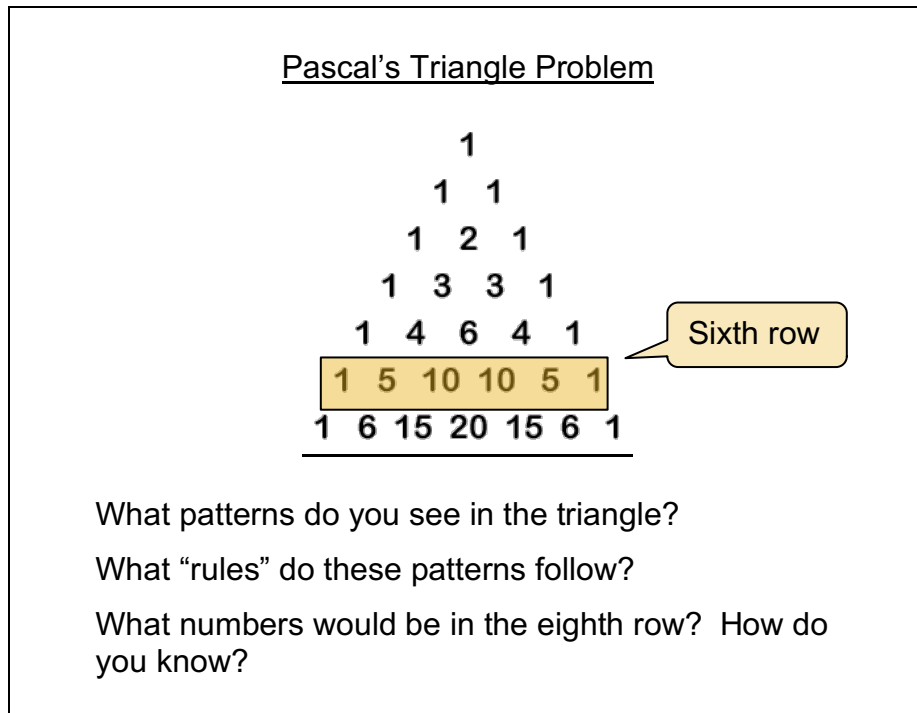 Pascal’s Triangle Problem
1
1 1
1 2 1
1 3 3 1
1 4 6 4 1
Sixth row
1 5 10 10 5 1
1 6 15 20 15 6 1
What patterns do you see in the triangle?
What “rules” do these patterns follow?
What numbers would be in the eighth row? How do
you know?